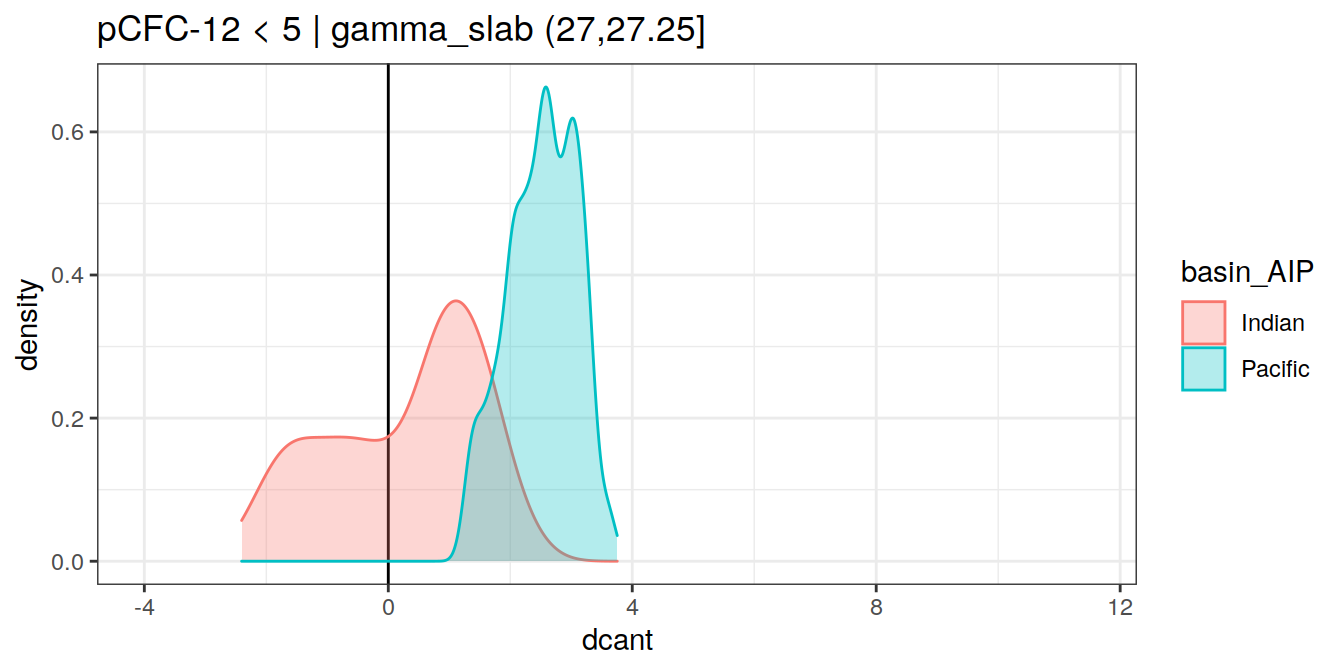 pCFC-12 < 5 | gamma_slab (27,27.25]
0.6
0.4
0.2
0.0
density
-4
0
4
8
12
dcant
basin_AIP
Indian
Pacific